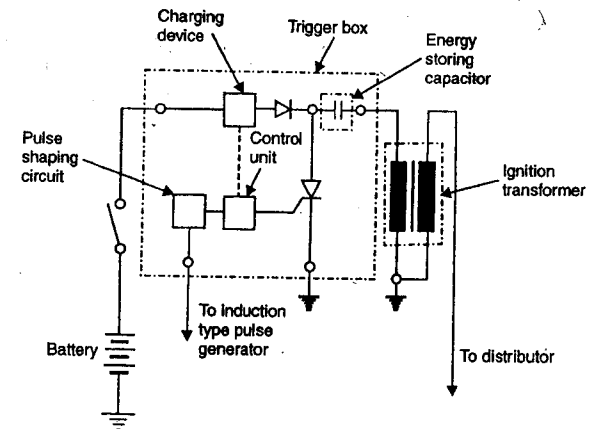 Charging
device
Trigger box
Energy
storing
capacitor
Pulse
shaping
circuit
Control
unit
Ignition
transformer
To induction
type pulse
generator
Battery
To distributor